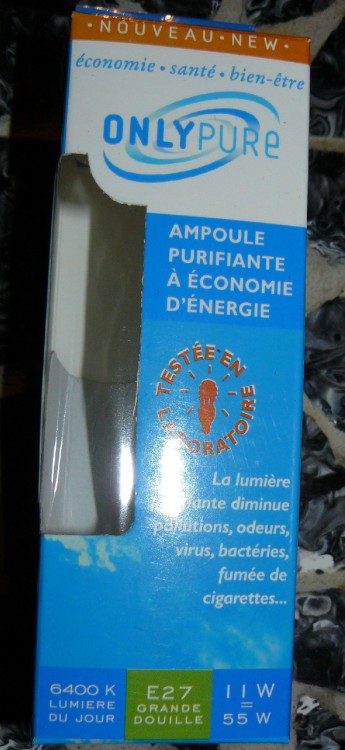 • NOUVEAU • NEW •
économie • santé • bien-être
ONLYPURE
AMPOULE
PURIFIANTE
À ÉCONOMIE
D'ÉNERGIE
TESTÉE EN
LABORATOIRE
La lumière
diminue
pollutions, odeurs,
virus, bactéries,
fumée de
cigarettes...
6400 K
LUMIERE
DU JOUR
E27
GRANDE
DOUILLE
11 W
=
55 W